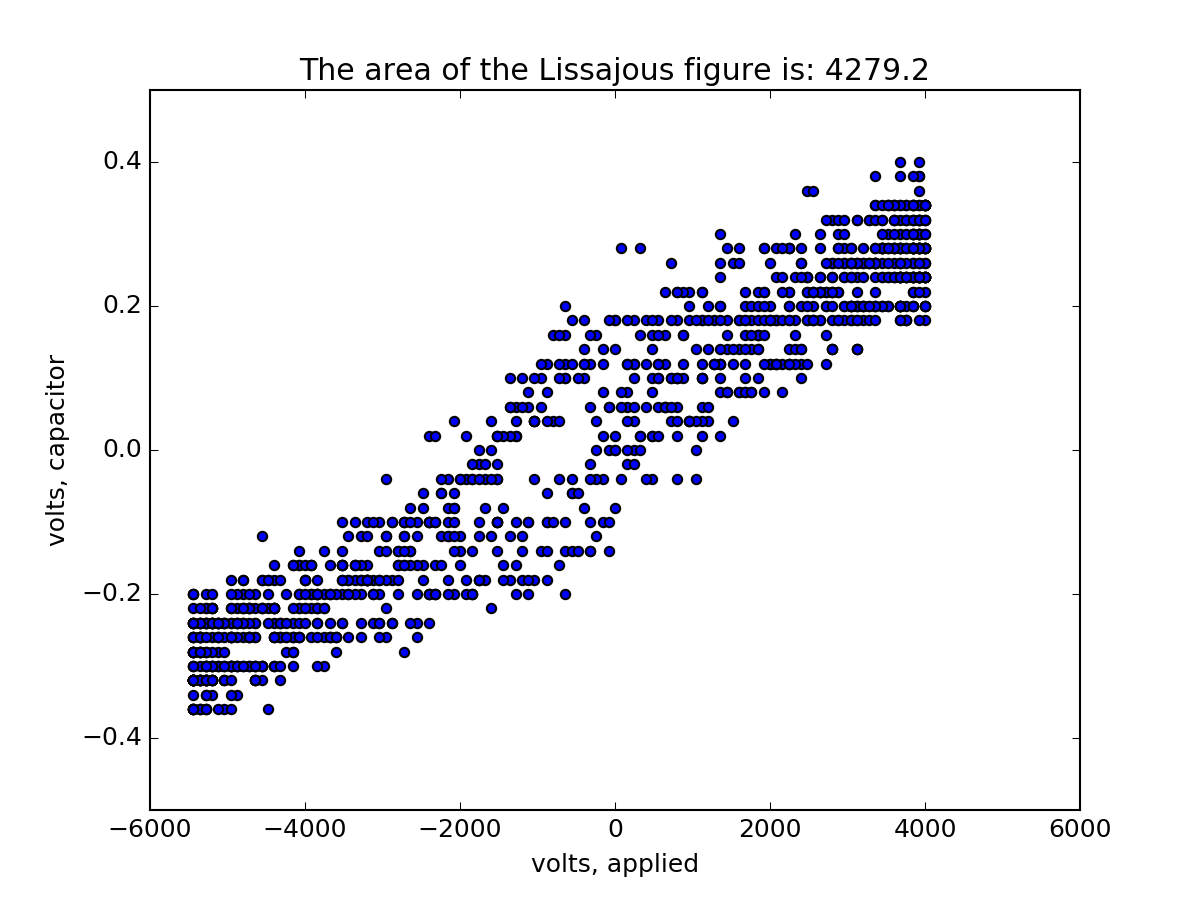 The area of the Lissajous figure is: 4279.2
0.4
0.2
0.0
−0.2
−0.4
volts, capacitor
−6000 −4000 −2000 0 2000 4000 6000
volts, applied